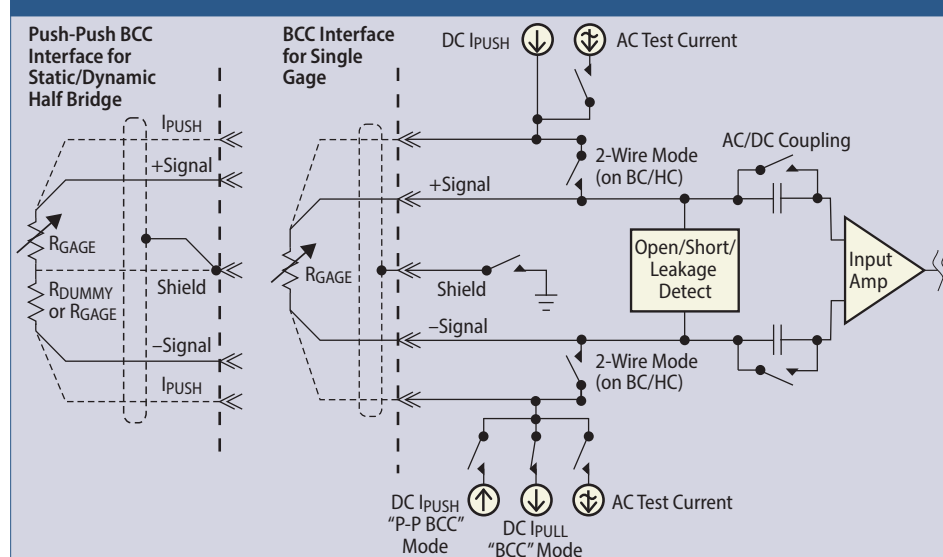 Push-Push BCC
Interface for
Static/Dynamic
Half Bridge
BCC Interface
for Single
Gage
DC IPUSH
AC Test Current
IPUSH
+Signal
RGAGE
Shield
RDUMMY
or RGAGE
–Signal
IPUSH
+Signal
RGAGE
Shield
–Signal
2-Wire Mode
(on BC/HC)
AC/DC Coupling
Open/Short/
Leakage
Detect
Input
Amp
2-Wire Mode
(on BC/HC)
DC IPUSH
"P-P BCC"
Mode
DC IPULL
"BCC" Mode
AC Test Current